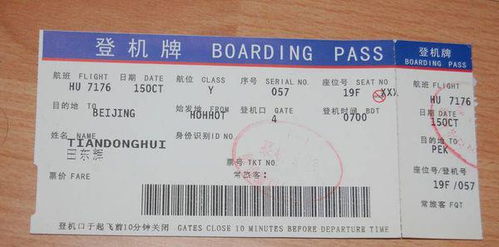 登机牌 BOARDING PASS
航班 FLIGHT 日期 DATE 舱位 CLASS 序号 SERIAL NO. 座位号 SEAT NO
HU 7176 15OCT Y 057 19F XXX
目的地 TO 始发地 FROM 登机口 GATE 登机时间 BDT
BEIJING HOHHOT 4 0700
姓名 NAME 身份识别ID NO.
TIANDONGHUI
田东辉
票号 TKT NO.
票价 FARE 常旅客:
登机口于起飞前10分钟关闭 GATES CLOSE 10 MINUTES BEFORE DEPARTURE TIME
登机牌
BOARDING PASS
航班 FLIGHT
HU 7176
日期 DATE
15OCT
目的地 TO
PEK
座位号/序号
19F /057
常旅客 FQT